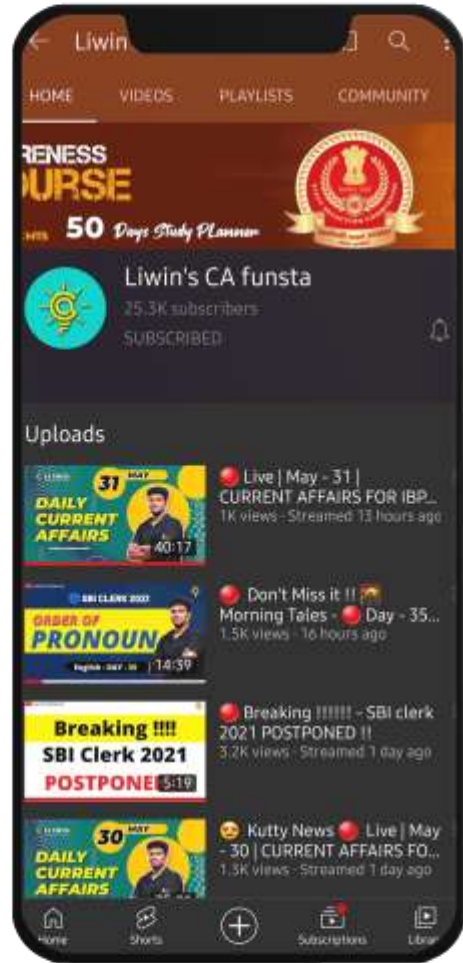 Liwin
HOME VIDEOS PLAYLISTS COMMUNITY
RENESS
URSE
50 Days Study PLanner
Liwin's CA funsta
25.3K subscribers
SUBSCRIBED
Uploads
31 MAY
DAILY
CURRENT
AFFAIRS
40:17
🔴 Live | May - 31 |
CURRENT AFFAIRS FOR IBP...
1K views · Streamed 13 hours ago
SBI CLERK 2021
ORDER OF
PRONOUN
14:39
🔴 Don't Miss it !!
Morning Tales - 🔴 Day - 35...
1.5K views · 16 hours ago
Breaking !!!!
SBI Clerk 2021
POSTPONE
5:19
🔴 Breaking !!!!!! - SBI clerk
2021 POSTPONED !!
3.2K views · Streamed 1 day ago
30 MAY
DAILY
CURRENT
AFFAIRS
Kutty News 🔴 Live | May
- 30 | CURRENT AFFAIRS FO...
1.3K views · Streamed 1 day ago
Home Shorts Subscriptions Librar